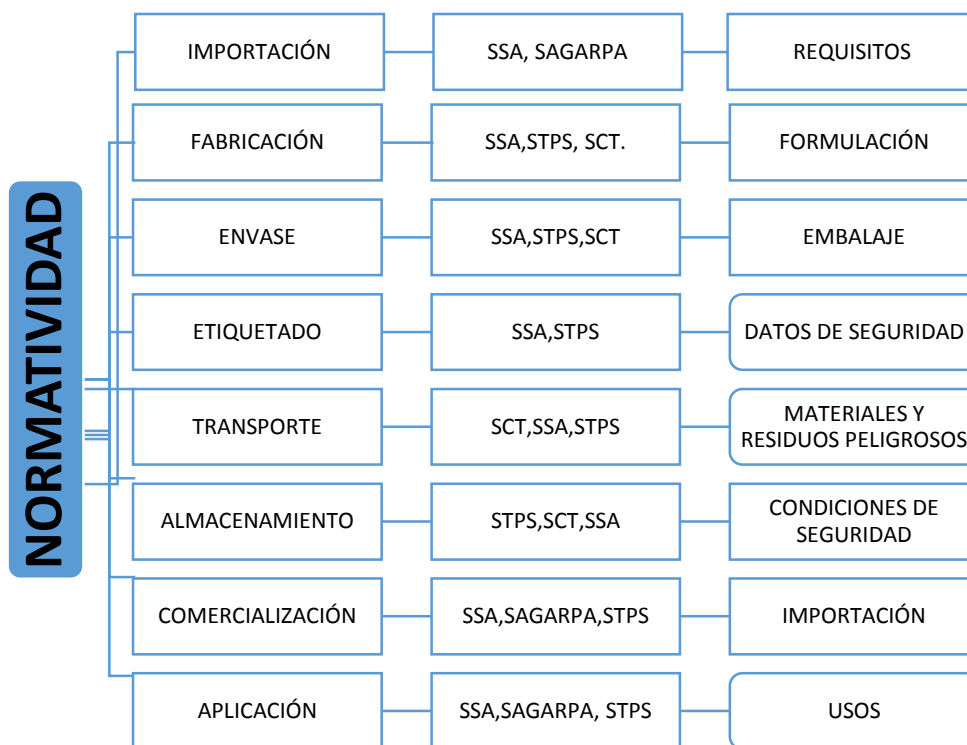 NORMATIVIDAD
IMPORTACIÓN
SSA, SAGARPA
REQUISITOS
FABRICACIÓN
SSA,STPS, SCT.
FORMULACIÓN
ENVASE
SSA,STPS,SCT
EMBALAJE
ETIQUETADO
SSA,STPS
DATOS DE SEGURIDAD
TRANSPORTE
SCT,SSA,STPS
MATERIALES Y
RESIDUOS PELIGROSOS
ALMACENAMIENTO
STPS,SCT,SSA
CONDICIONES DE
SEGURIDAD
COMERCIALIZACIÓN
SSA,SAGARPA,STPS
IMPORTACIÓN
APLICACIÓN
SSA,SAGARPA, STPS
USOS